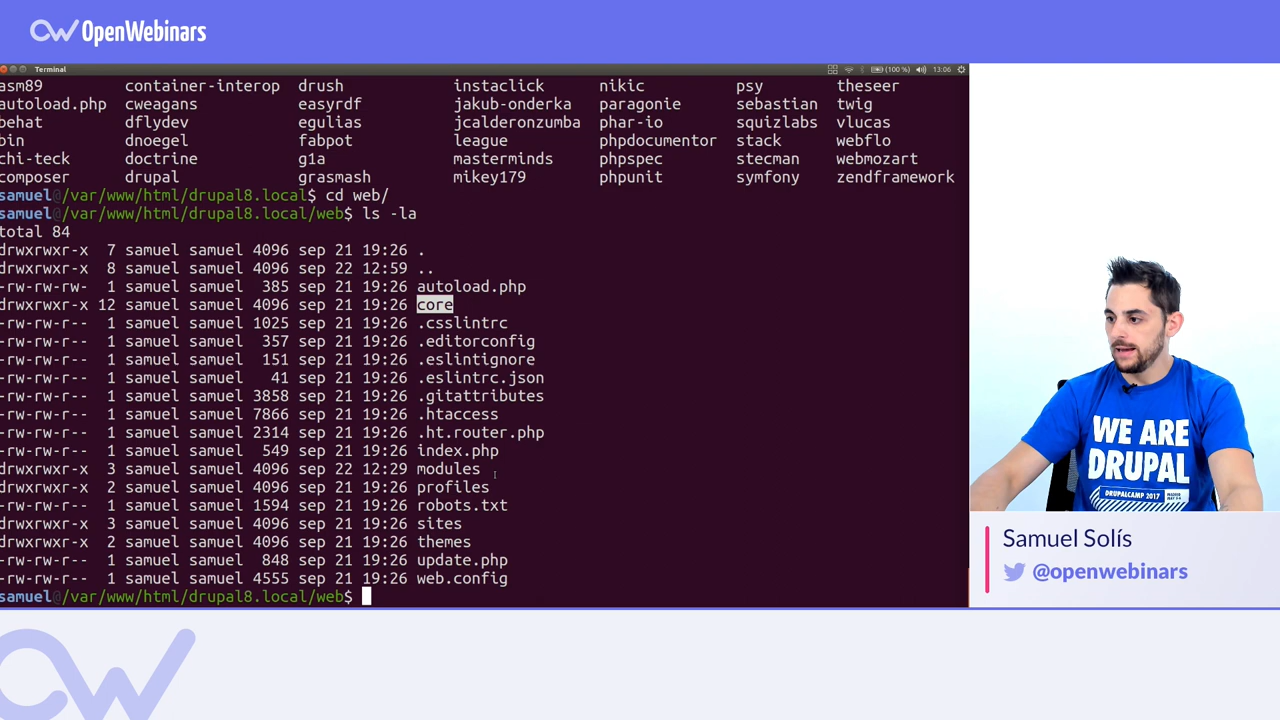 OpenWebinars
Terminal (100 %) 13:06
asm89 container-interop drush instaclick nikic psy theseer
autoload.php cweagans easyrdf jakub-onderka paragonie sebastian twig
behat dflydev egulias jcalderonzumba phar-io squizlabs vlucas
bin dnoegel fabpot league phpdocumentor stack webflo
chi-teck doctrine g1a masterminds phpspec stecman webmozart
composer drupal grasmash mikey179 phpunit symfony zendframework
samuel@/var/www/html/drupal8.local$ cd web/
samuel@/var/www/html/drupal8.local/web$ ls -la
total 84
drwxrwxr-x 7 samuel samuel 4096 sep 21 19:26 .
drwxrwxr-x 8 samuel samuel 4096 sep 22 12:59 ..
-rw-rw-rw- 1 samuel samuel 385 sep 21 19:26 autoload.php
drwxrwxr-x 12 samuel samuel 4096 sep 21 19:26 core
-rw-rw-r-- 1 samuel samuel 1025 sep 21 19:26 .csslintrc
-rw-rw-r-- 1 samuel samuel 357 sep 21 19:26 .editorconfig
-rw-rw-r-- 1 samuel samuel 151 sep 21 19:26 .eslintignore
-rw-rw-r-- 1 samuel samuel 41 sep 21 19:26 .eslintrc.json
-rw-rw-r-- 1 samuel samuel 3858 sep 21 19:26 .gitattributes
-rw-rw-r-- 1 samuel samuel 7866 sep 21 19:26 .htaccess
-rw-rw-r-- 1 samuel samuel 2314 sep 21 19:26 .ht.router.php
-rw-rw-r-- 1 samuel samuel 549 sep 21 19:26 index.php
drwxrwxr-x 3 samuel samuel 4096 sep 22 12:29 modules
drwxrwxr-x 2 samuel samuel 4096 sep 21 19:26 profiles
-rw-rw-r-- 1 samuel samuel 1594 sep 21 19:26 robots.txt
drwxrwxr-x 3 samuel samuel 4096 sep 21 19:26 sites
drwxrwxr-x 2 samuel samuel 4096 sep 21 19:26 themes
-rw-rw-r-- 1 samuel samuel 848 sep 21 19:26 update.php
-rw-rw-r-- 1 samuel samuel 4555 sep 21 19:26 web.config
samuel@/var/www/html/drupal8.local/web$
WE ARE
DRUPAL
DRUPALCAMP 2017
Samuel Solís
@openwebinars